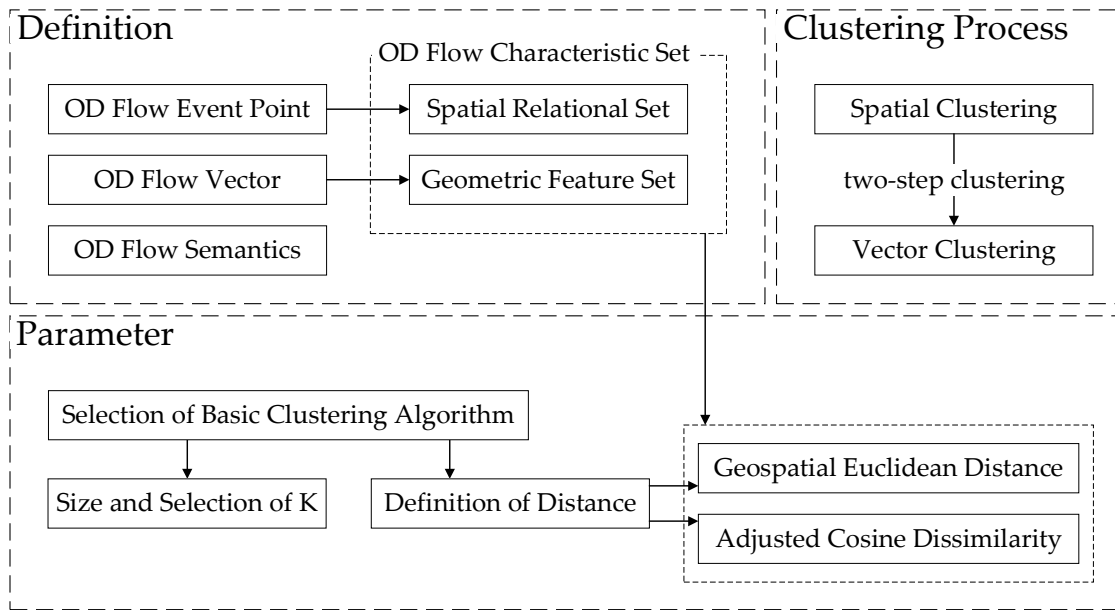 Definition
OD Flow Characteristic Set
OD Flow Event Point
Spatial Relational Set
OD Flow Vector
Geometric Feature Set
OD Flow Semantics
Clustering Process
Spatial Clustering
two-step clustering
Vector Clustering
Parameter
Selection of Basic Clustering Algorithm
Size and Selection of K
Definition of Distance
Geospatial Euclidean Distance
Adjusted Cosine Dissimilarity